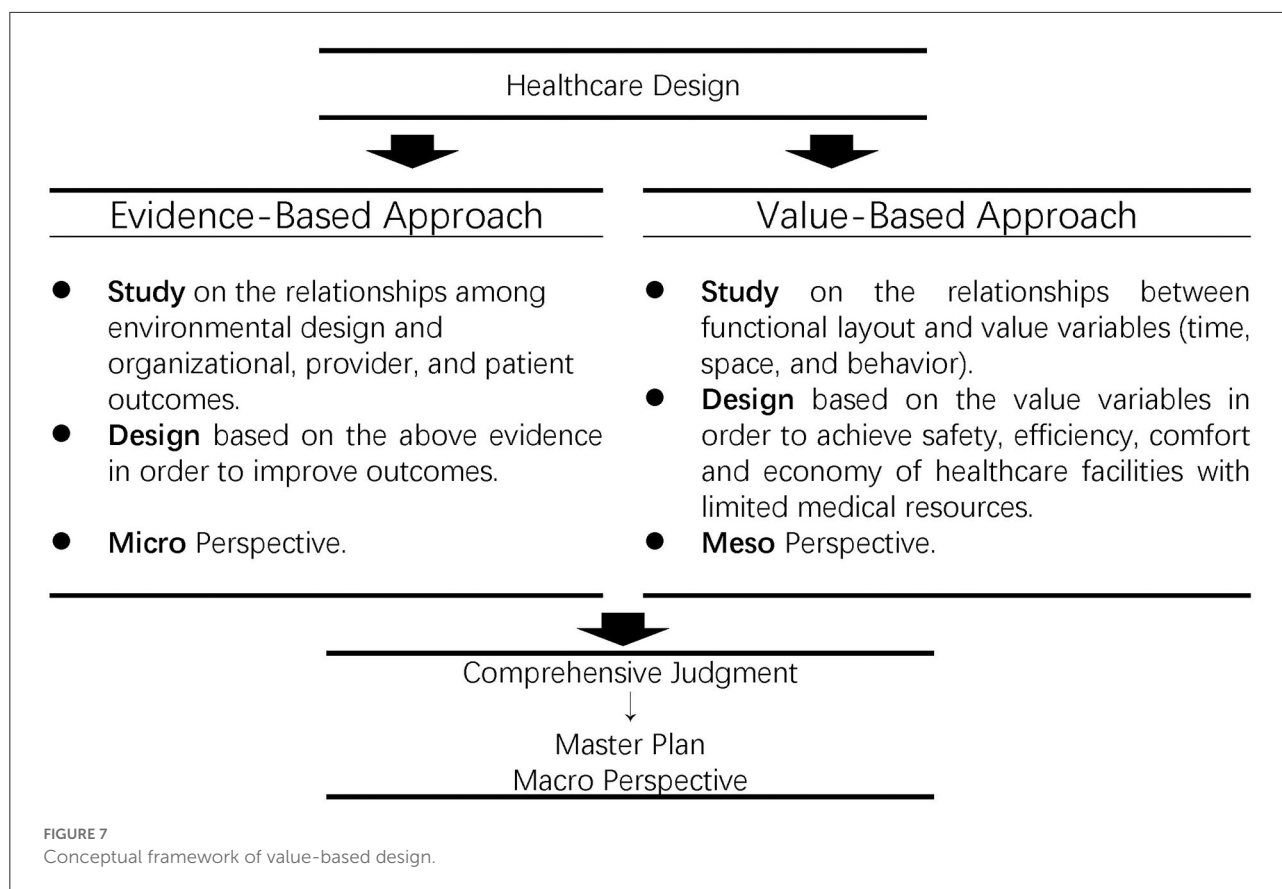 Healthcare Design
Evidence-Based Approach
● Study on the relationships among
environmental design and
organizational, provider, and patient
outcomes.
● Design based on the above evidence
in order to improve outcomes.
● Micro Perspective.
Value-Based Approach
● Study on the relationships between
functional layout and value variables (time,
space, and behavior).
● Design based on the value variables in
order to achieve safety, efficiency, comfort
and economy of healthcare facilities with
limited medical resources.
● Meso Perspective.
Comprehensive Judgment
↓
Master Plan
Macro Perspective
FIGURE 7
Conceptual framework of value-based design.